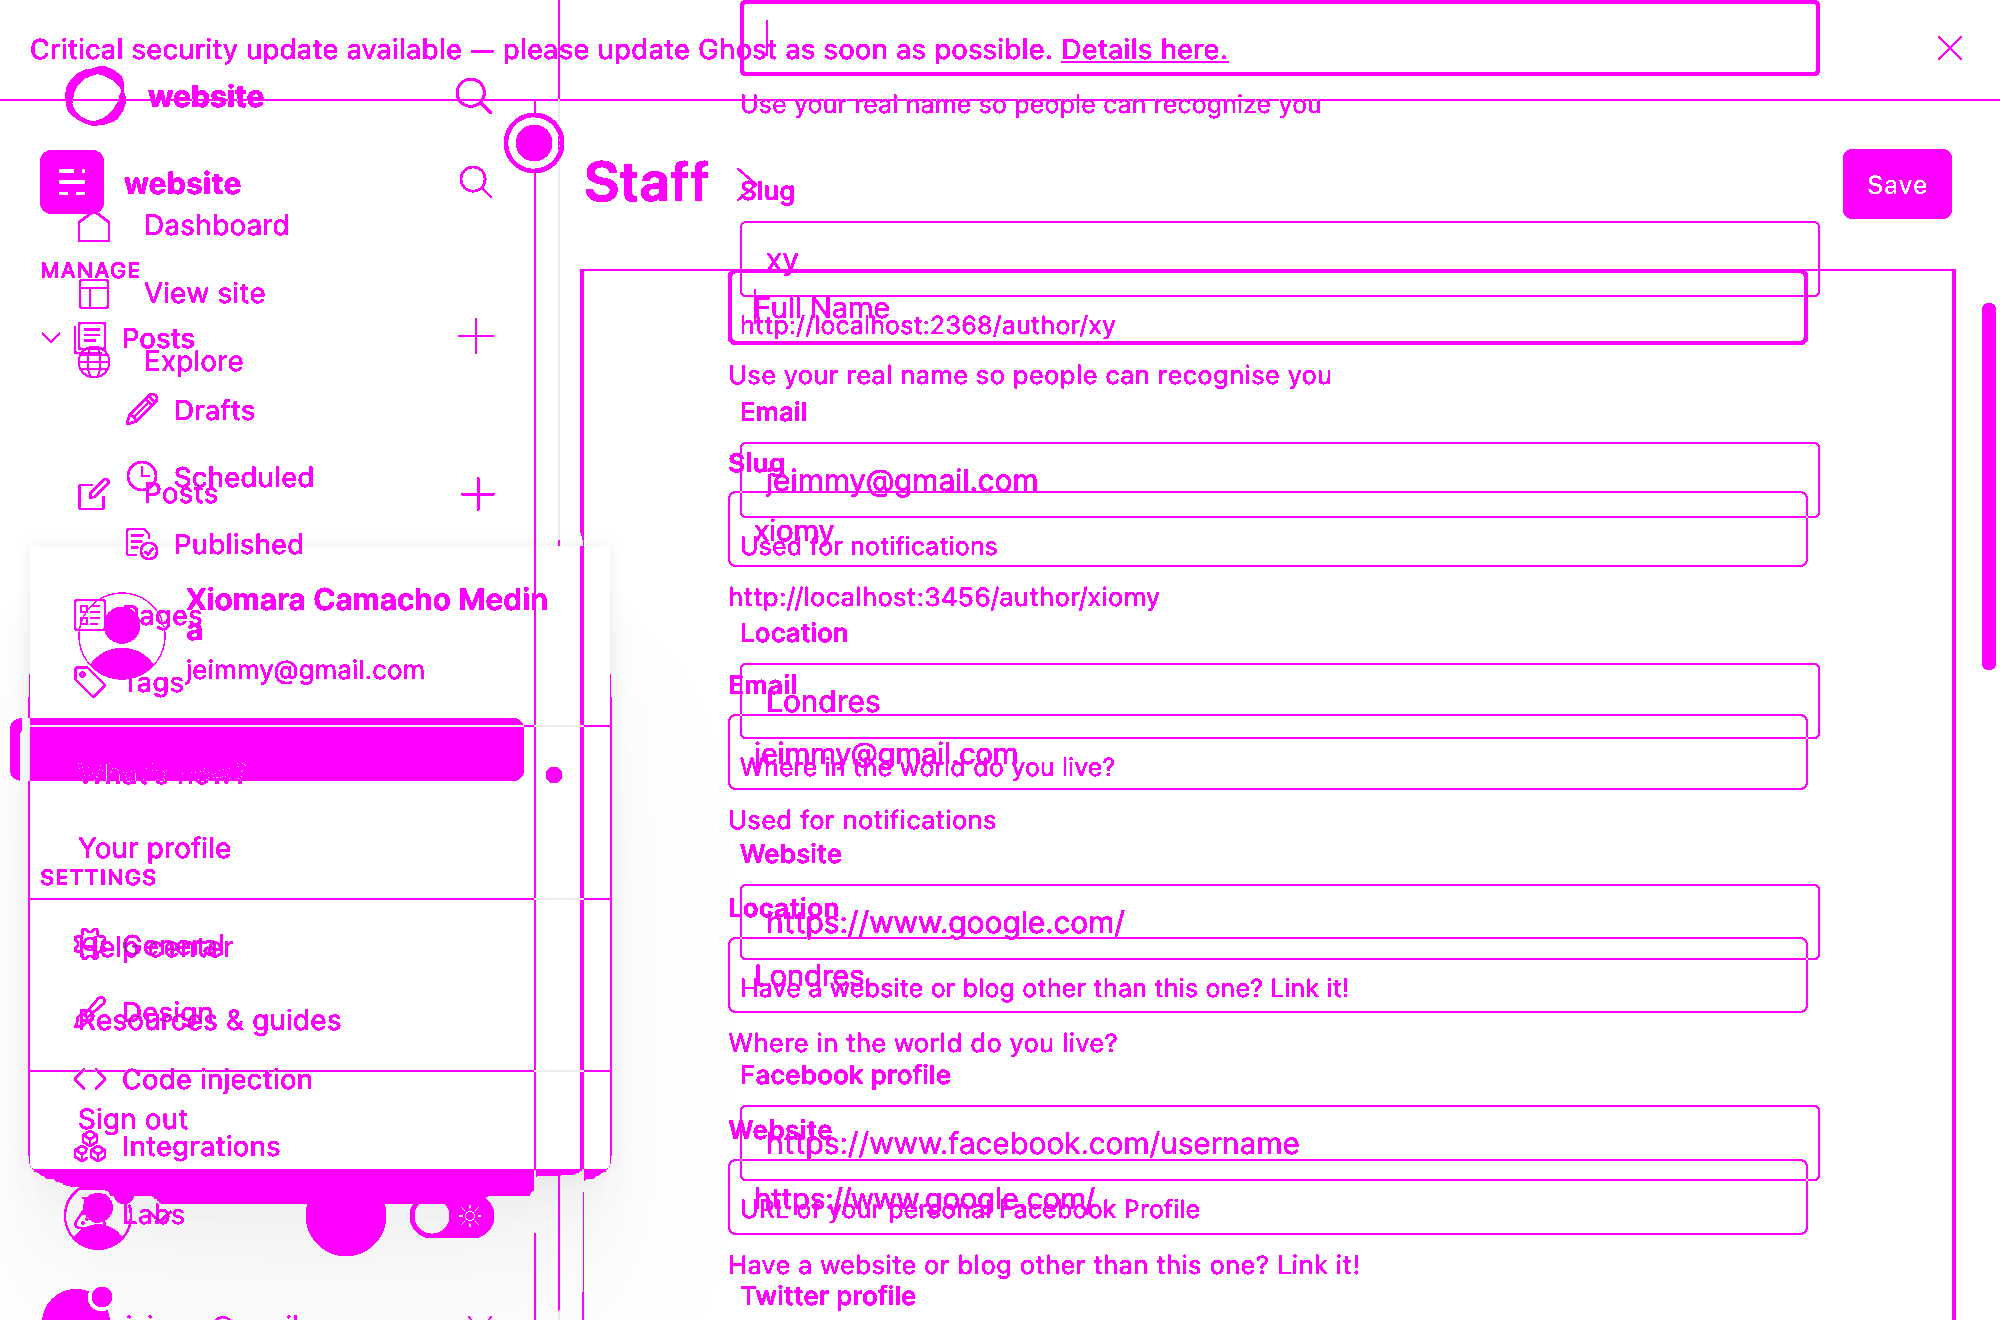 Critical security update available — please update Ghost as soon as possible. Details here.
website
Use your real name so people can recognize you
website
Staff
Slug
Save
Dashboard
MANAGE
xy
View site
Full Name
http://localhost:2368/author/xy
Posts
Explore
Use your real name so people can recognise you
Drafts
Email
Slug
Scheduled
jeimmy@gmail.com
Posts
xiomy
Published
Used for notifications
Xiomara Camacho Medin
a
http://localhost:3456/author/xiomy
Pages
Location
jeimmy@gmail.com
Tags
Email
Londres
jeimmy@gmail.com
Where in the world do you live?
What's new?
Used for notifications
Your profile
Website
SETTINGS
Location
https://www.google.com/
General
Help center
Londres
Have a website or blog other than this one? Link it!
Design
Resources & guides
Where in the world do you live?
Code injection
Facebook profile
Sign out
Website
Integrations
https://www.facebook.com/username
https://www.google.com/
URL of your personal Facebook Profile
Labs
Have a website or blog other than this one? Link it!
Twitter profile